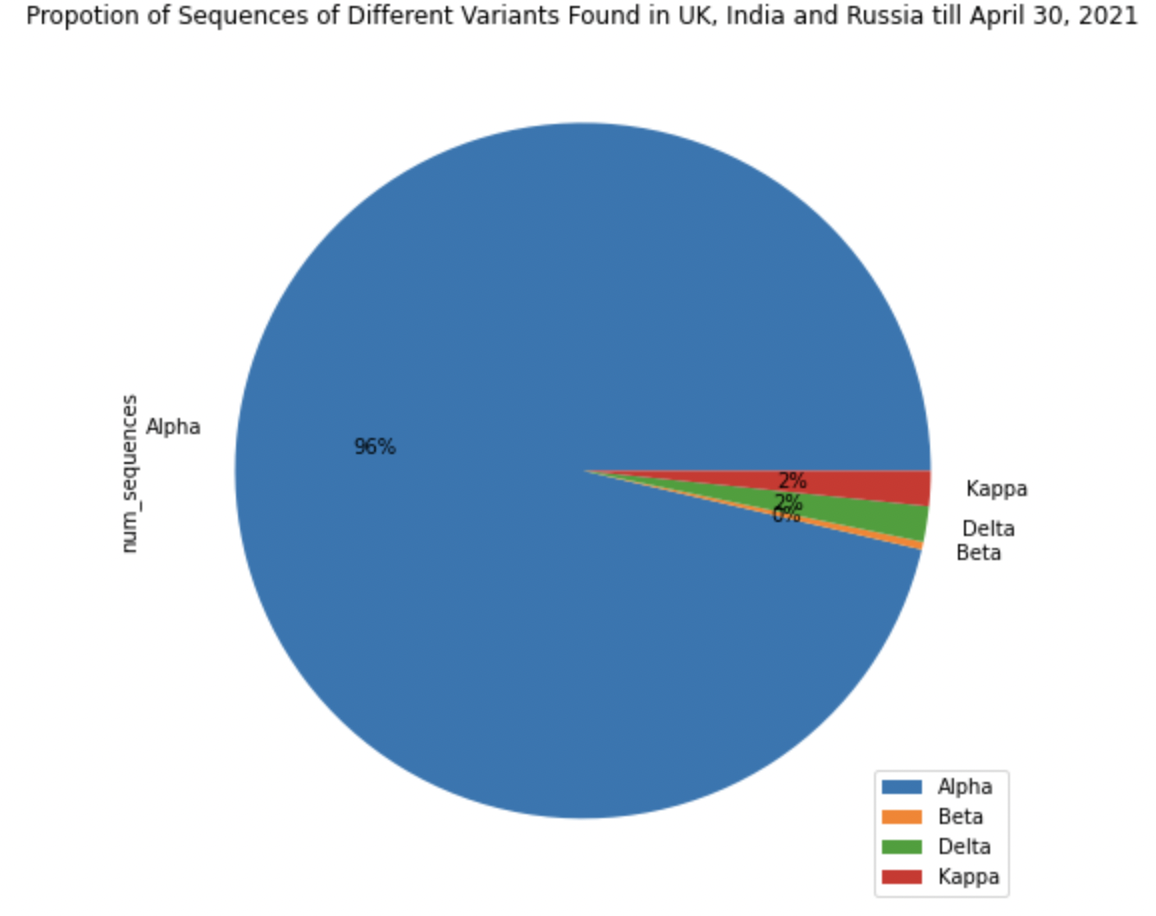 Propotion of Sequences of Different Variants Found in UK, India and Russia till April 30, 2021
num_sequences
Alpha
96%
2%
Kappa
2%
Delta
0%
Beta
Alpha
Beta
Delta
Kappa